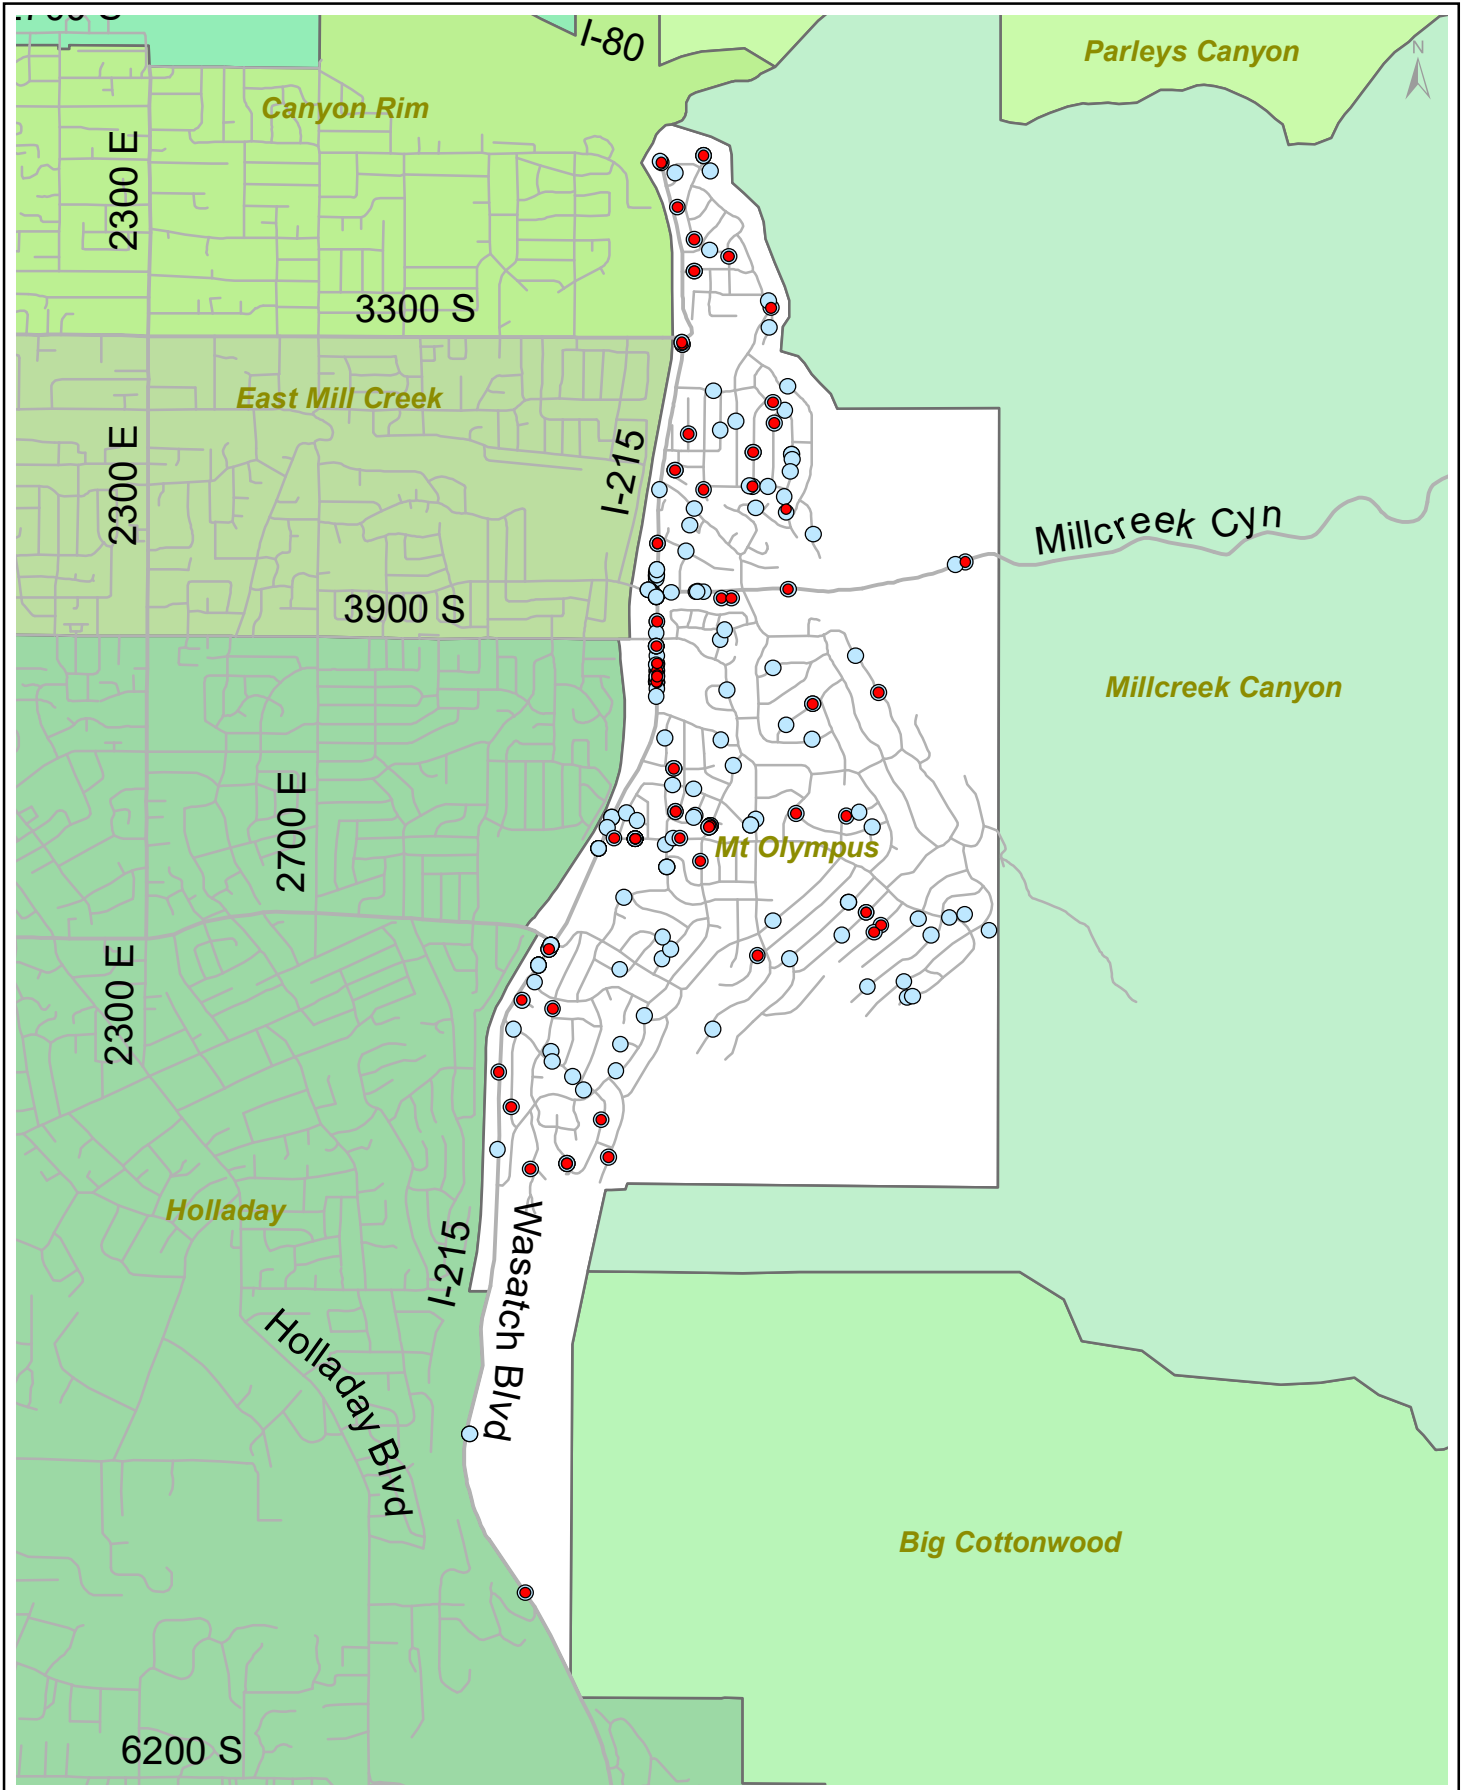 I-80
Parleys Canyon
N
Canyon Rim
2300 E
3300 S
East Mill Creek
2300 E
I-215
Millcreek Cyn
3900 S
Millcreek Canyon
2700 E
Mt Olympus
2300 E
Holladay
I-215
Wasatch Blvd
Holladay Blvd
Big Cottonwood
6200 S